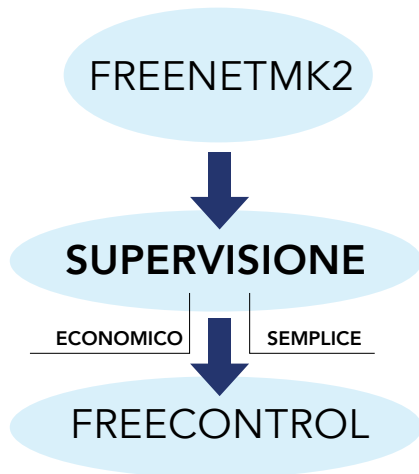 FREENETMK2
SUPERVISIONE
ECONOMICO SEMPLICE
FREECONTROL